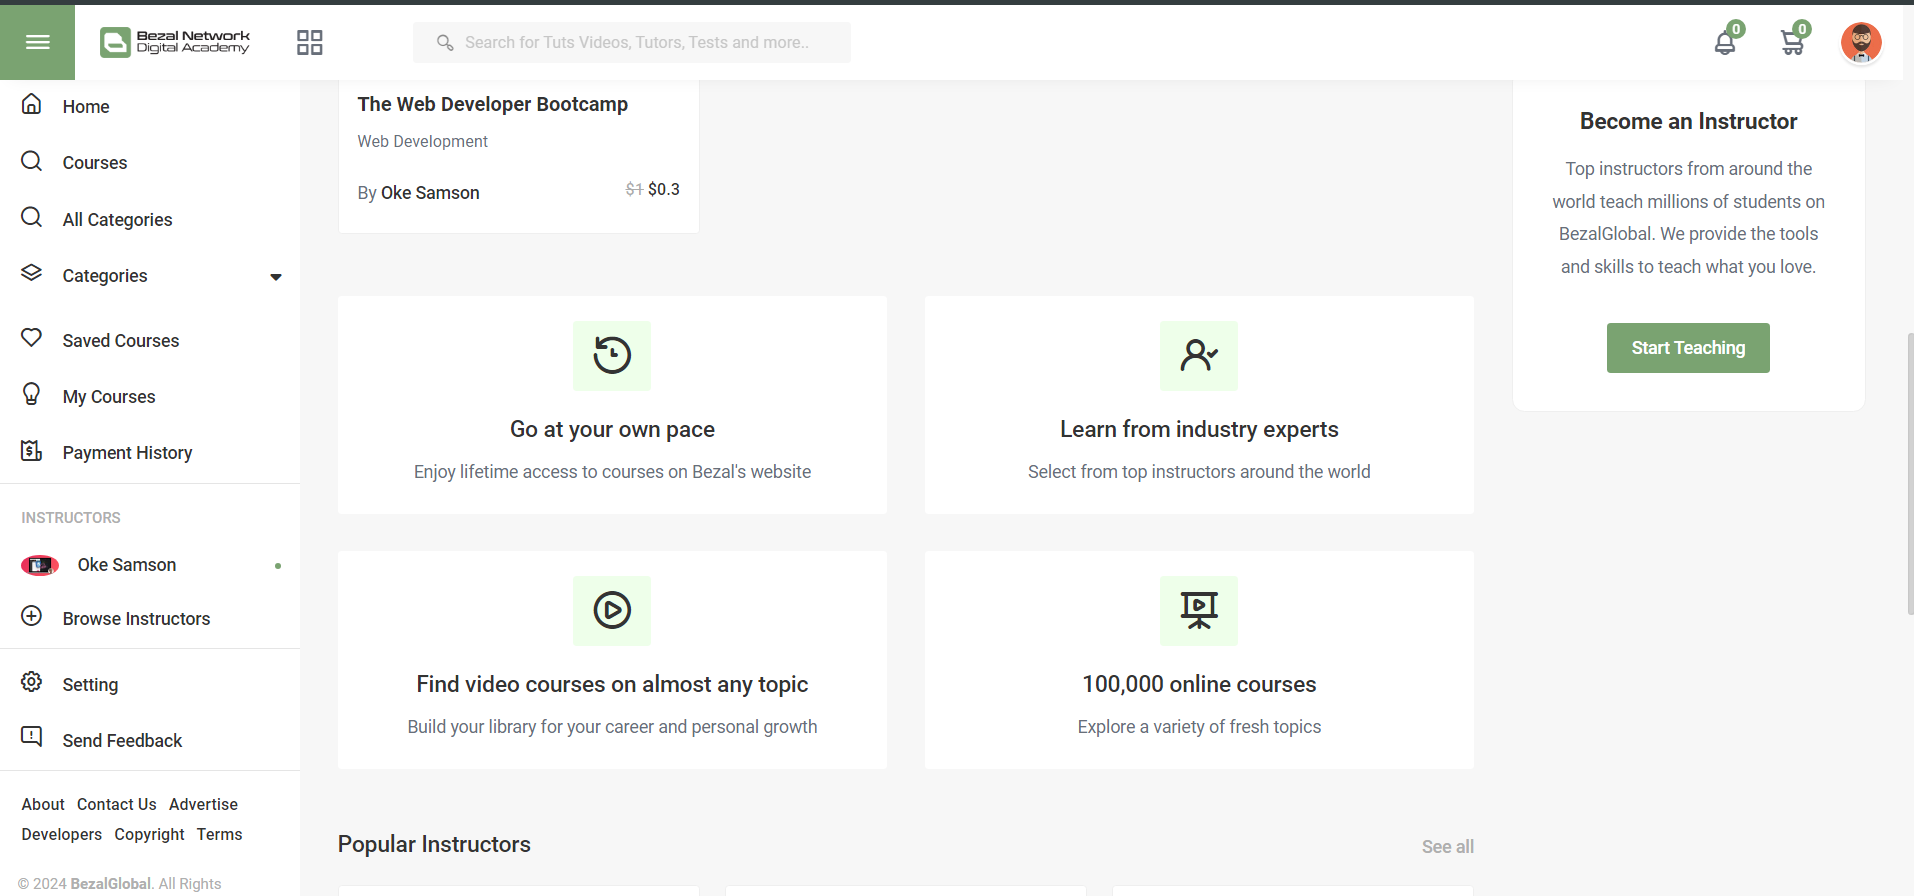 Bezal Network
Digital Academy
Search for Tuts Videos, Tutors, Tests and more..
0
0
Home
Courses
All Categories
Categories
Saved Courses
My Courses
Payment History
INSTRUCTORS
Oke Samson
Browse Instructors
Setting
Send Feedback
About Contact Us Advertise
Developers Copyright Terms
© 2024 BezalGlobal. All Rights
The Web Developer Bootcamp
Web Development
By Oke Samson
$1 $0.3
Go at your own pace
Enjoy lifetime access to courses on Bezal's website
Learn from industry experts
Select from top instructors around the world
Find video courses on almost any topic
Build your library for your career and personal growth
100,000 online courses
Explore a variety of fresh topics
Popular Instructors
See all
Become an Instructor
Top instructors from around the
world teach millions of students on
BezalGlobal. We provide the tools
and skills to teach what you love.
Start Teaching